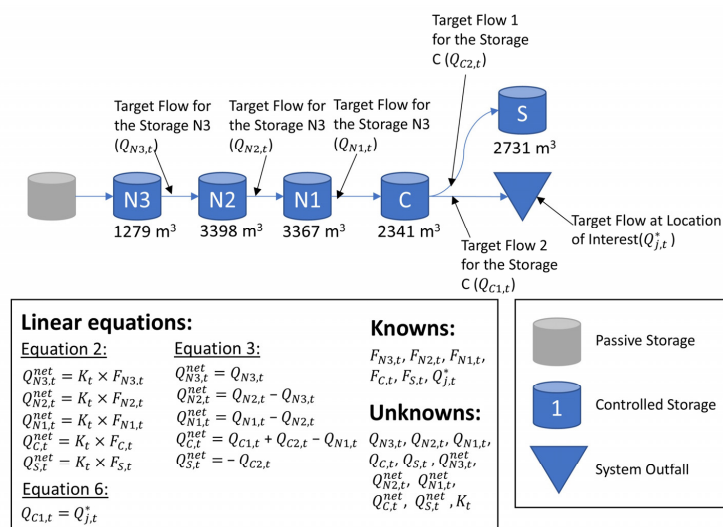 Target Flow 1
for the Storage
C (Q_{C2,t})
Target Flow for
the Storage N3
(Q_{N3,t})
Target Flow for
the Storage N3
(Q_{N2,t})
Target Flow for
the Storage N3
(Q_{N1,t})
S
2731 m³
N3
N2
N1
C
1279 m³
3398 m³
3367 m³
2341 m³
Target Flow at Location
of Interest(Q^*_{j,t})
Target Flow 2
for the Storage
C (Q_{C1,t})
Linear equations:
Equation 2:
Q^{net}_{N3,t} = K_t × F_{N3,t}
Q^{net}_{N2,t} = K_t × F_{N2,t}
Q^{net}_{N1,t} = K_t × F_{N1,t}
Q^{net}_{C,t} = K_t × F_{C,t}
Q^{net}_{S,t} − K_t × F_{S,t}
Equation 6:
Q_{C1,t} = Q^*_{j,t}
Equation 3:
Q^{net}_{N3,t} = Q_{N3,t}
Q^{net}_{N2,t} = Q_{N2,t} − Q_{N3,t}
Q^{net}_{N1,t} = Q_{N1,t} − Q_{N2,t}
Q^{net}_{C,t} = Q_{C1,t} + Q_{C2,t} − Q_{N1,t}
Q^{net}_{S,t} = − Q_{C2,t}
Knowns:
F_{N3,t}, F_{N2,t}, F_{N1,t},
F_{C,t}, F_{S,t}, Q^*_{j,t}
Unknowns:
Q_{N3,t}, Q_{N2,t}, Q_{N1,t},
Q_{C,t}, Q_{S,t} , Q^{net}_{N3,t},
Q^{net}_{N2,t}, Q^{net}_{N1,t},
Q^{net}_{C,t}, Q^{net}_{S,t} , K_t
Passive Storage
1
Controlled Storage
System Outfall